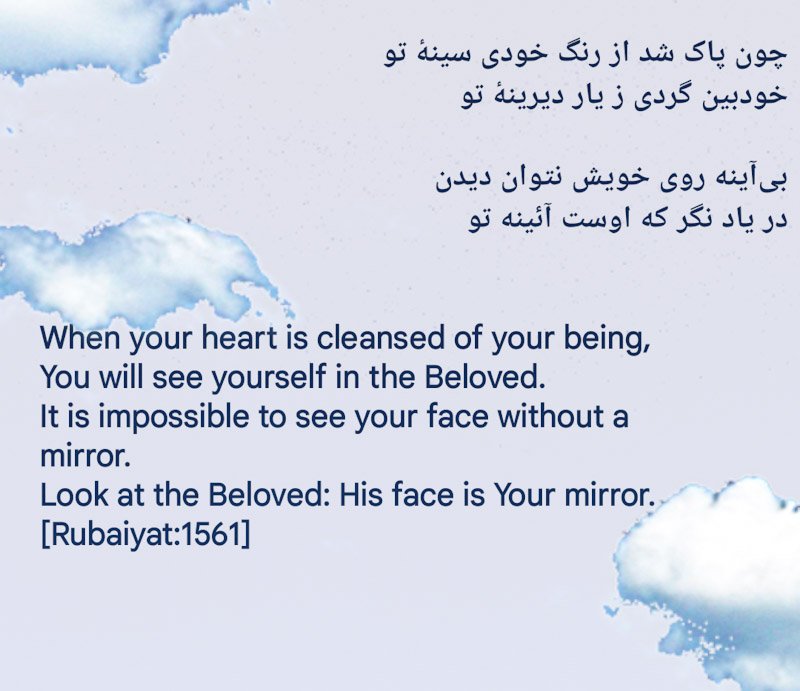 چون پاک شد از رنگ خودی سینهٔ تو
خودبین گردی ز یار دیرینهٔ تو
بی‌آینه روی خویش نتوان دیدن
در یاد نگر که اوست آئینه تو
When your heart is cleansed of your being,
You will see yourself in the Beloved.
It is impossible to see your face without a
mirror.
Look at the Beloved: His face is Your mirror.
[Rubaiyat:1561]